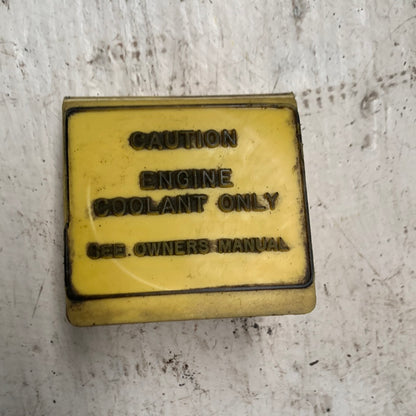 CAUTION
ENGINE
COOLANT ONLY
SEE OWNERS MANUAL